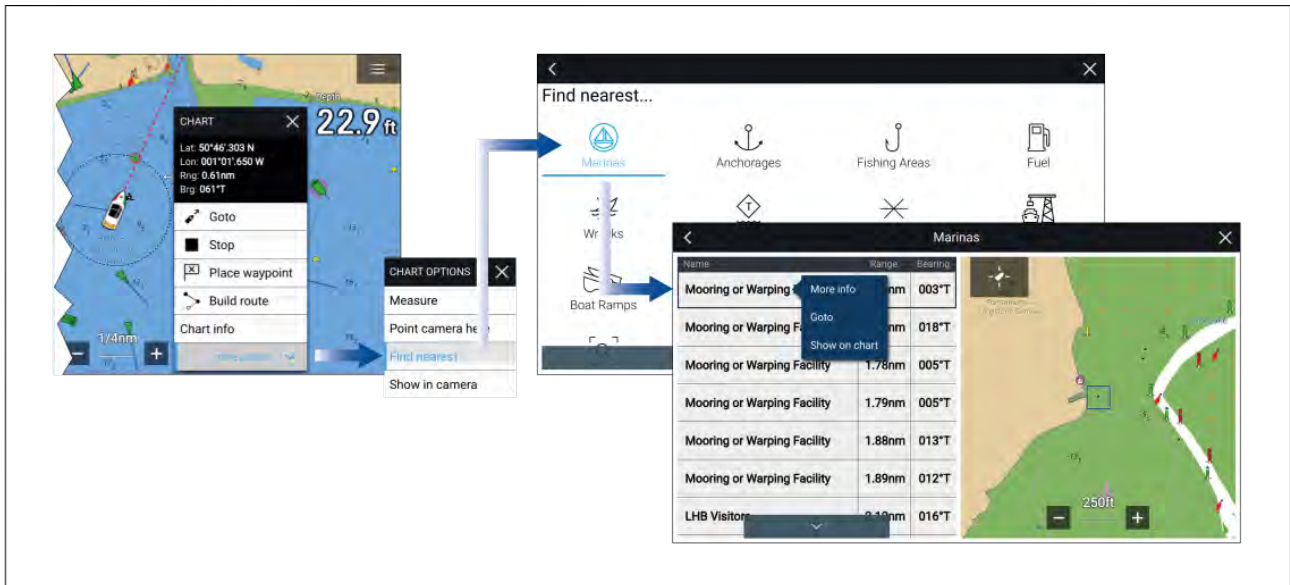 Depth
22.9 ft
CHART
Lat: 50°46'.303 N
Lon: 001°01'.650 W
Rng: 0.61nm
Brg: 061°T
Goto
Stop
Place waypoint
Build route
Chart info
1/4nm
CHART OPTIONS
Measure
Point camera here
Find nearest
Show in camera
Find nearest...
Marinas
Anchorages
Fishing Areas
Fuel
Boat Ramps
Marinas
Name Range Bearing
Mooring or Warping nm 003°T
Mooring or Warping 018°T
Mooring or Warping Facility 1.78nm 005°T
Mooring or Warping Facility 1.79nm 005°T
Mooring or Warping Facility 1.88nm 013°T
Mooring or Warping Facility 1.89nm 012°T
LHB Visitors nm 016°T
More info
Goto
Show on chart
250ft